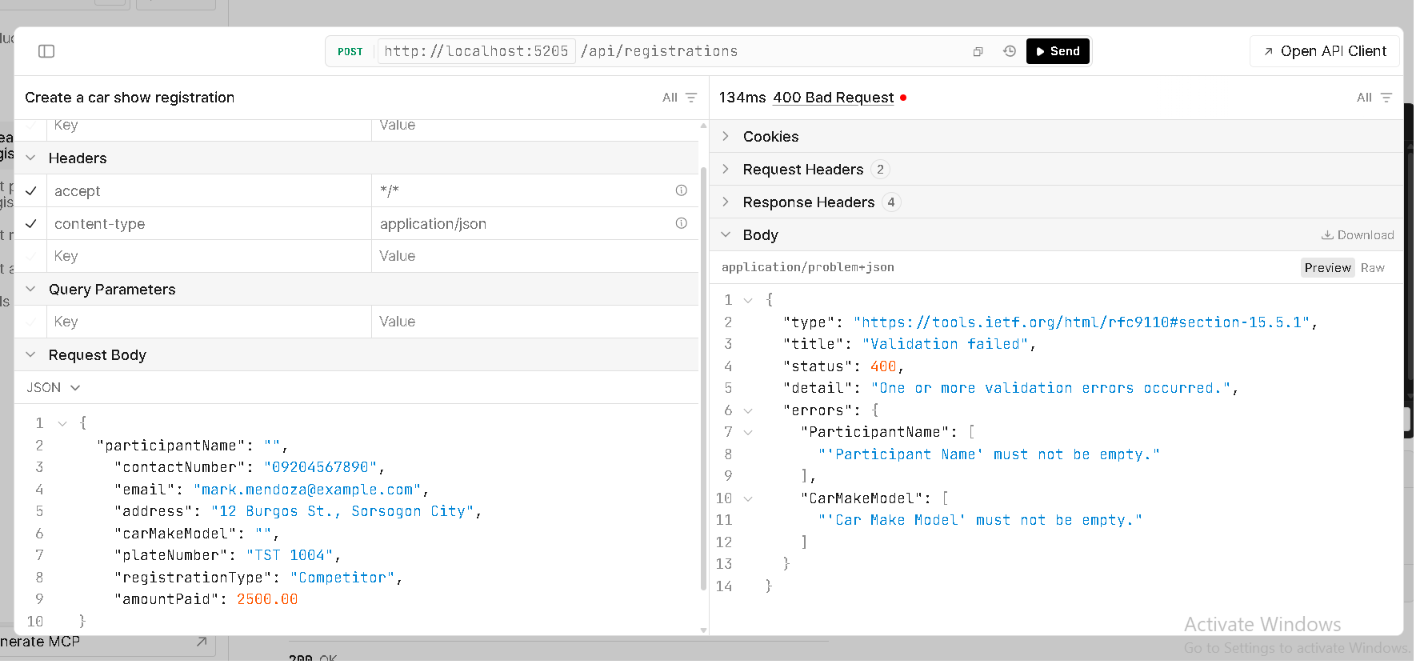 POST http://localhost:5205 /api/registrations Send Open API Client
Create a car show registration All
134ms 400 Bad Request All
Key Value
Headers
accept */*
content-type application/json
Key Value
Query Parameters
Key Value
Request Body
JSON
1 {
2 "participantName": "",
3 "contactNumber": "09204567890",
4 "email": "mark.mendoza@example.com",
5 "address": "12 Burgos St., Sorsogon City",
6 "carMakeModel": "",
7 "plateNumber": "TST 1004",
8 "registrationType": "Competitor",
9 "amountPaid": 2500.00
10 }
Cookies
Request Headers 2
Response Headers 4
Body Download
application/problem+json Preview Raw
1 {
2 "type": "https://tools.ietf.org/html/rfc9110#section-15.5.1",
3 "title": "Validation failed",
4 "status": 400,
5 "detail": "One or more validation errors occurred.",
6 "errors": {
7 "ParticipantName": [
8 "'Participant Name' must not be empty."
9 ],
10 "CarMakeModel": [
11 "'Car Make Model' must not be empty."
12 ]
13 }
14 }
Activate Windows
Go to Settings to activate Windows.
nerate MCP
200 OK